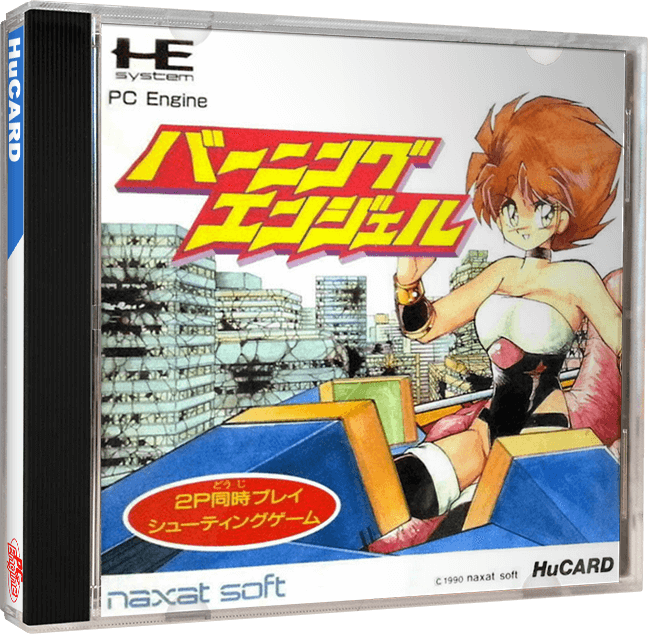 HuCARD
HE
system
PC Engine
バーニング
エンジェル
どうじ
2P同時プレイ
シューティングゲーム
naxat soft
©1990 naxat soft
HuCARD
PC Engine